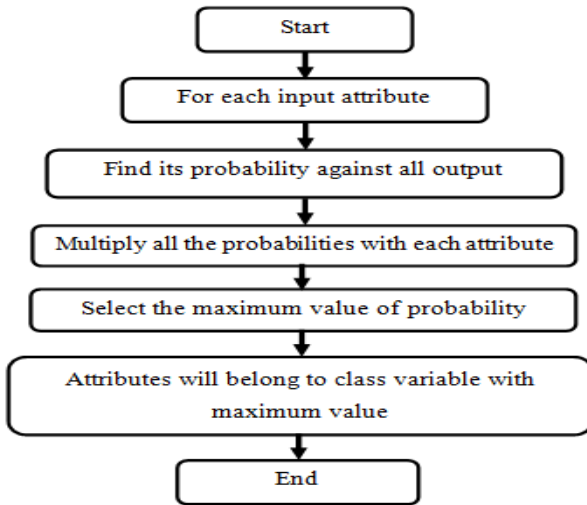 Start
For each input attribute
Find its probability against all output
Multiply all the probabilities with each attribute
Select the maximum value of probability
Attributes will belong to class variable with
maximum value
End